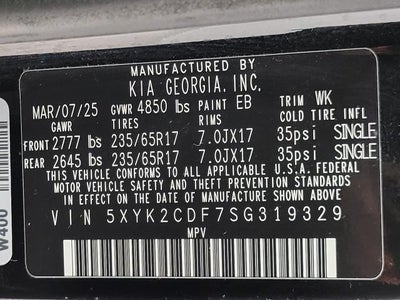 MANUFACTURED BY
KIA GEORGIA, INC.
MAR/07/25 GVWR 4850 lbs PAINT EB TRIM WK
GAWR TIRES RIMS COLD TIRE INFL
FRONT 2777 lbs 235/65R17 7.0JX17 35psi SINGLE
REAR 2645 lbs 235/65R17 7.0JX17 35psi SINGLE
THIS VEHICLE CONFORMS TO ALL APPLICABLE U.S. FEDERAL
MOTOR VEHICLE SAFETY, BUMPER, AND THEFT PREVENTION
STANDARDS IN EFFECT ON THE DATE OF MANUFACTURE SHOWN ABOVE.
VIN 5XYK2CDF7SG319329
MPV
W400